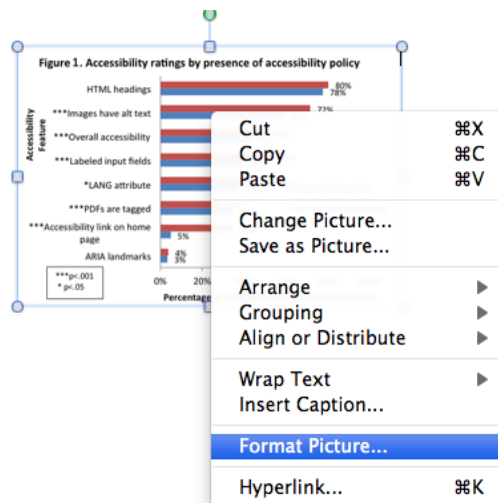 Figure 1. Accessibility ratings by presence of accessibility policy
Accessibility
Feature
HTML headings
80%
78%
***Images have alt text
72%
***Overall accessibility
***Labeled input fields
*LANG attribute
***PDFs are tagged
***Accessibility link on home
page
5%
ARIA landmarks
4%
3%
***p<.001
* p<.05
0%
20%
Percentage
Cut ⌘X
Copy ⌘C
Paste ⌘V
Change Picture...
Save as Picture...
Arrange
Grouping
Align or Distribute
Wrap Text
Insert Caption...
Format Picture...
Hyperlink... ⌘K